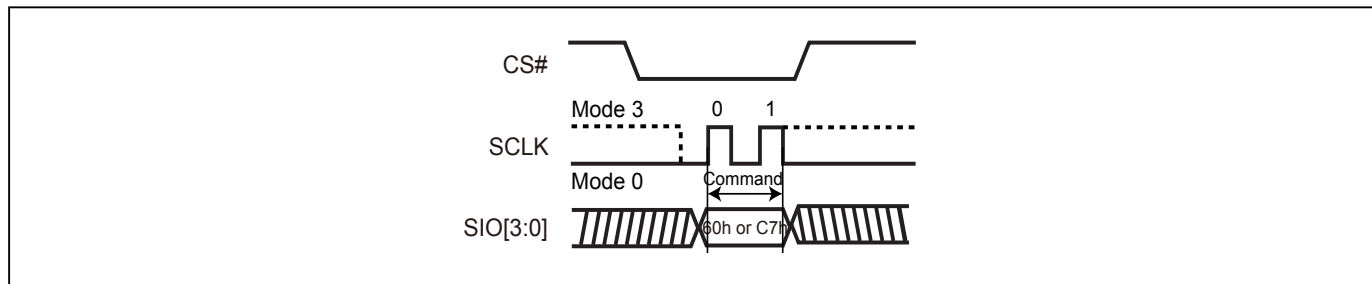 CS#
Mode 3 0 1
SCLK
Mode 0 Command
SIO[3:0] 60h or C7h